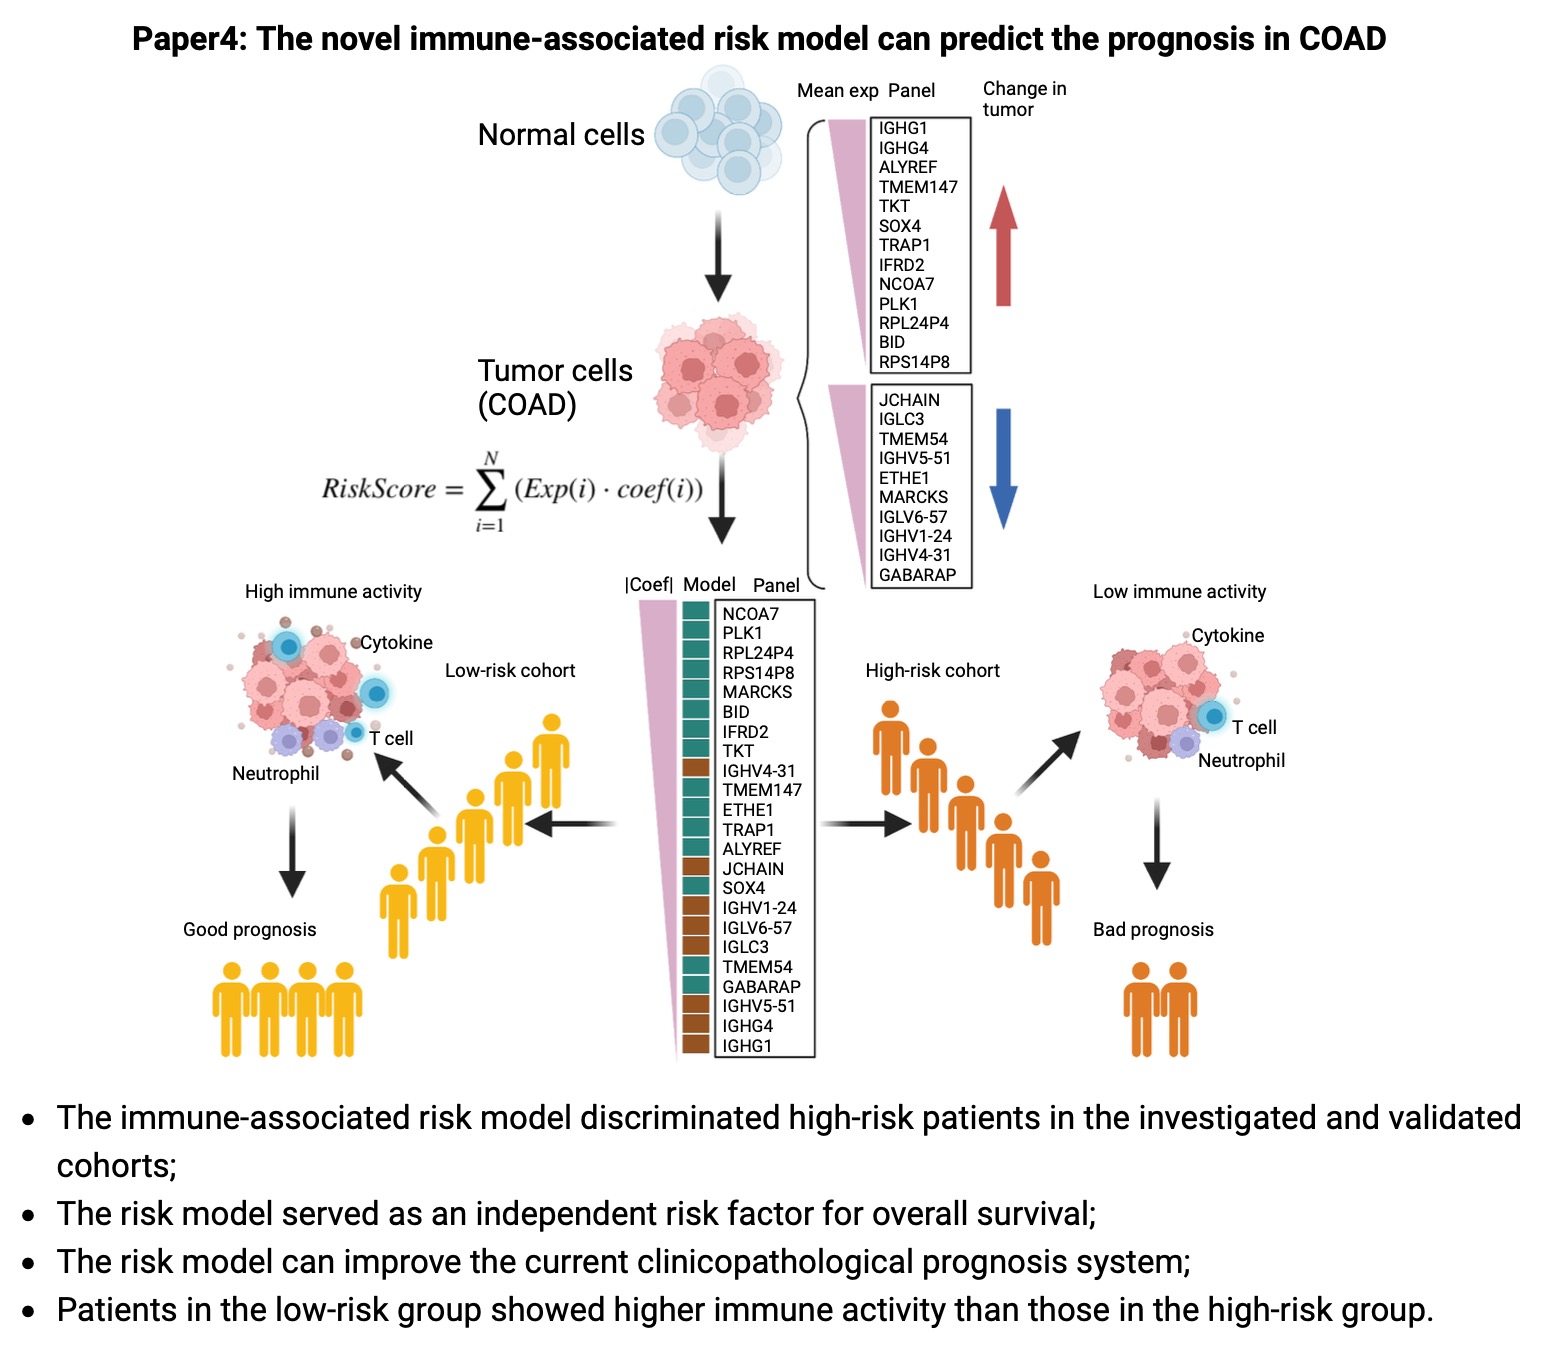 Paper4: The novel immune-associated risk model can predict the prognosis in COAD
Normal cells
Mean exp Panel
Change in
tumor
IGHG1
IGHG4
ALYREF
TMEM147
TKT
SOX4
TRAP1
IFRD2
NCOA7
PLK1
RPL24P4
BID
RPS14P8
Tumor cells
(COAD)
JCHAIN
IGLC3
TMEM54
IGHV5-51
ETHE1
MARCKS
IGLV6-57
IGHV1-24
IGHV4-31
GABARAP
RiskScore = ∑_{i=1}^{N} (Exp(i) · coef(i))
|Coef| Model Panel
NCOA7
PLK1
RPL24P4
RPS14P8
MARCKS
BID
IFRD2
TKT
IGHV4-31
TMEM147
ETHE1
TRAP1
ALYREF
JCHAIN
SOX4
IGHV1-24
IGLV6-57
IGLC3
TMEM54
GABARAP
IGHV5-51
IGHG4
IGHG1
High immune activity
Cytokine
T cell
Neutrophil
Low-risk cohort
Good prognosis
High-risk cohort
Low immune activity
Cytokine
T cell
Neutrophil
Bad prognosis
• The immune-associated risk model discriminated high-risk patients in the investigated and validated
cohorts;
• The risk model served as an independent risk factor for overall survival;
• The risk model can improve the current clinicopathological prognosis system;
• Patients in the low-risk group showed higher immune activity than those in the high-risk group.